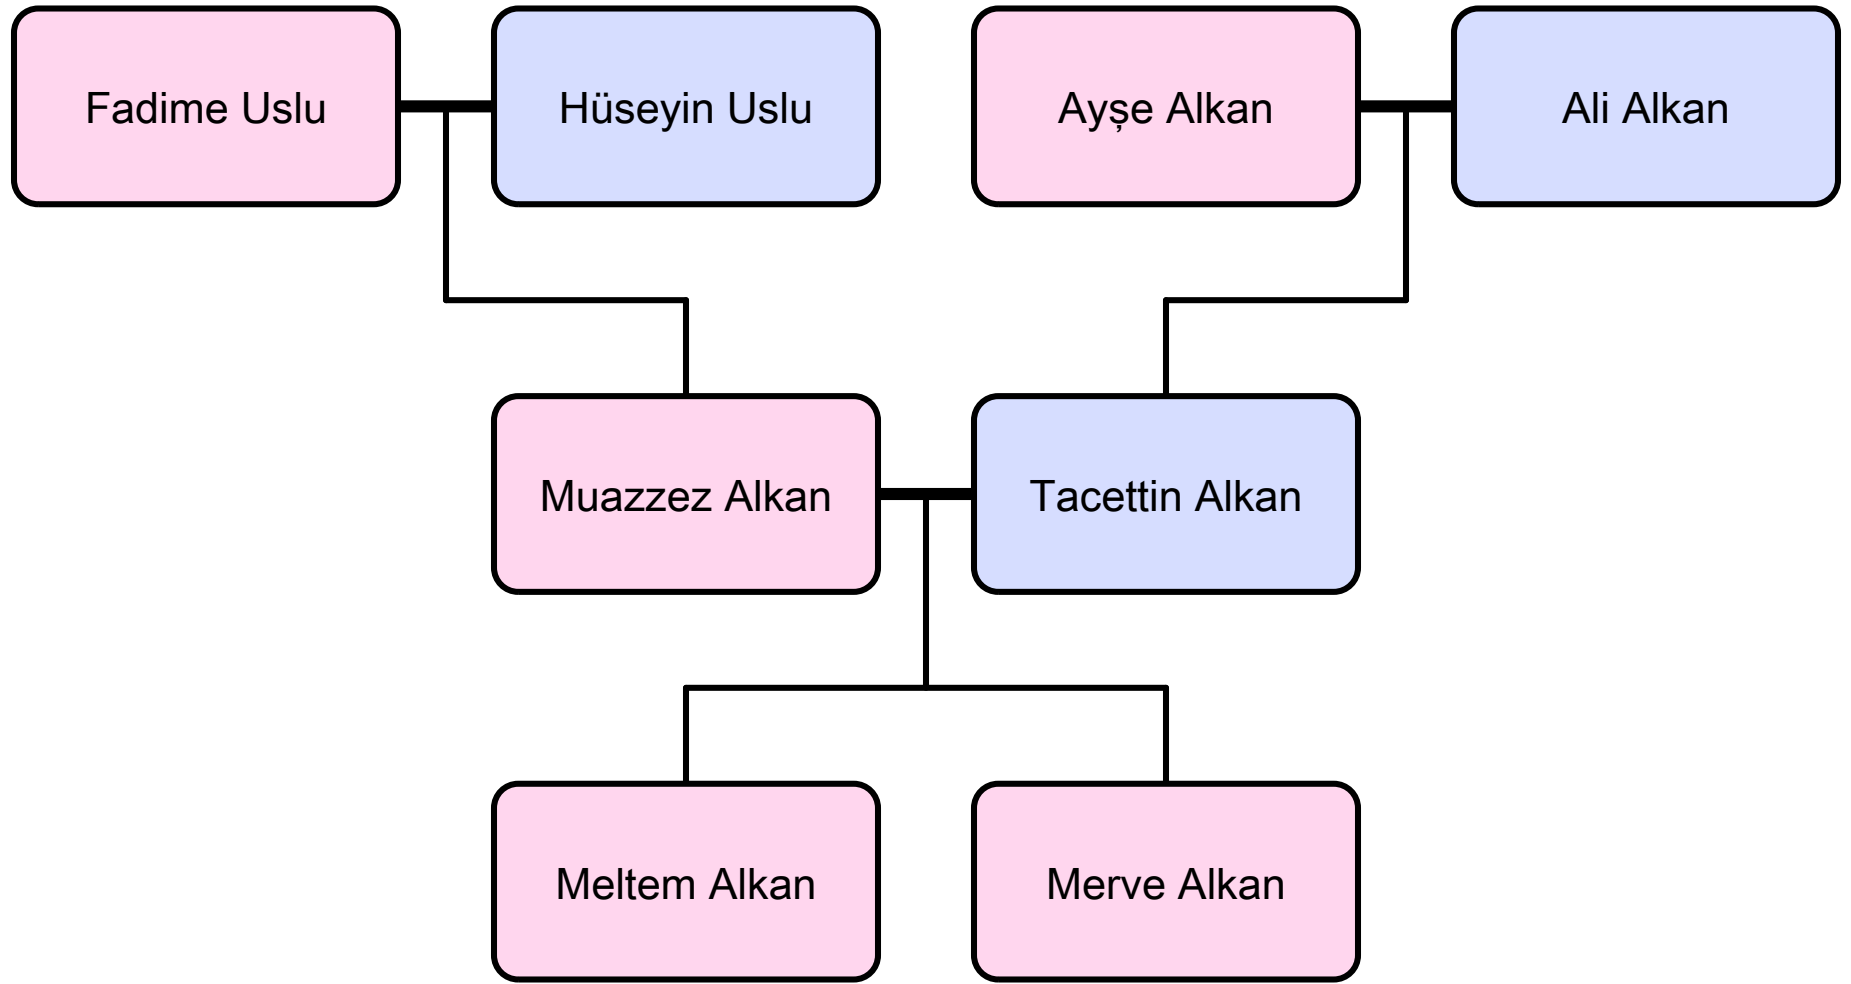 Fadime Uslu
Hüseyin Uslu
Ayşe Alkan
Ali Alkan
Muazzez Alkan
Tacettin Alkan
Meltem Alkan
Merve Alkan